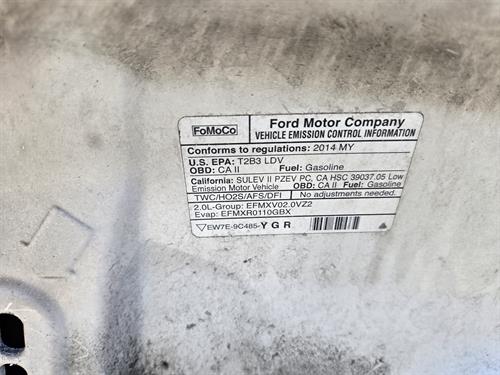 FoMoCo
Ford Motor Company
VEHICLE EMISSION CONTROL INFORMATION
Conforms to regulations: 2014 MY
U.S. EPA: T2B3 LDV
OBD: CA II Fuel: Gasoline
California: SULEV II PZEV PC, CA HSC 39037.05 Low
Emission Motor Vehicle OBD: CA II Fuel: Gasoline
TWC/HO2S/AFS/DFI No adjustments needed.
2.0L-Group: EFMXV02.0VZ2
Evap: EFMXR0110GBX
EW7E-9C485-YGR